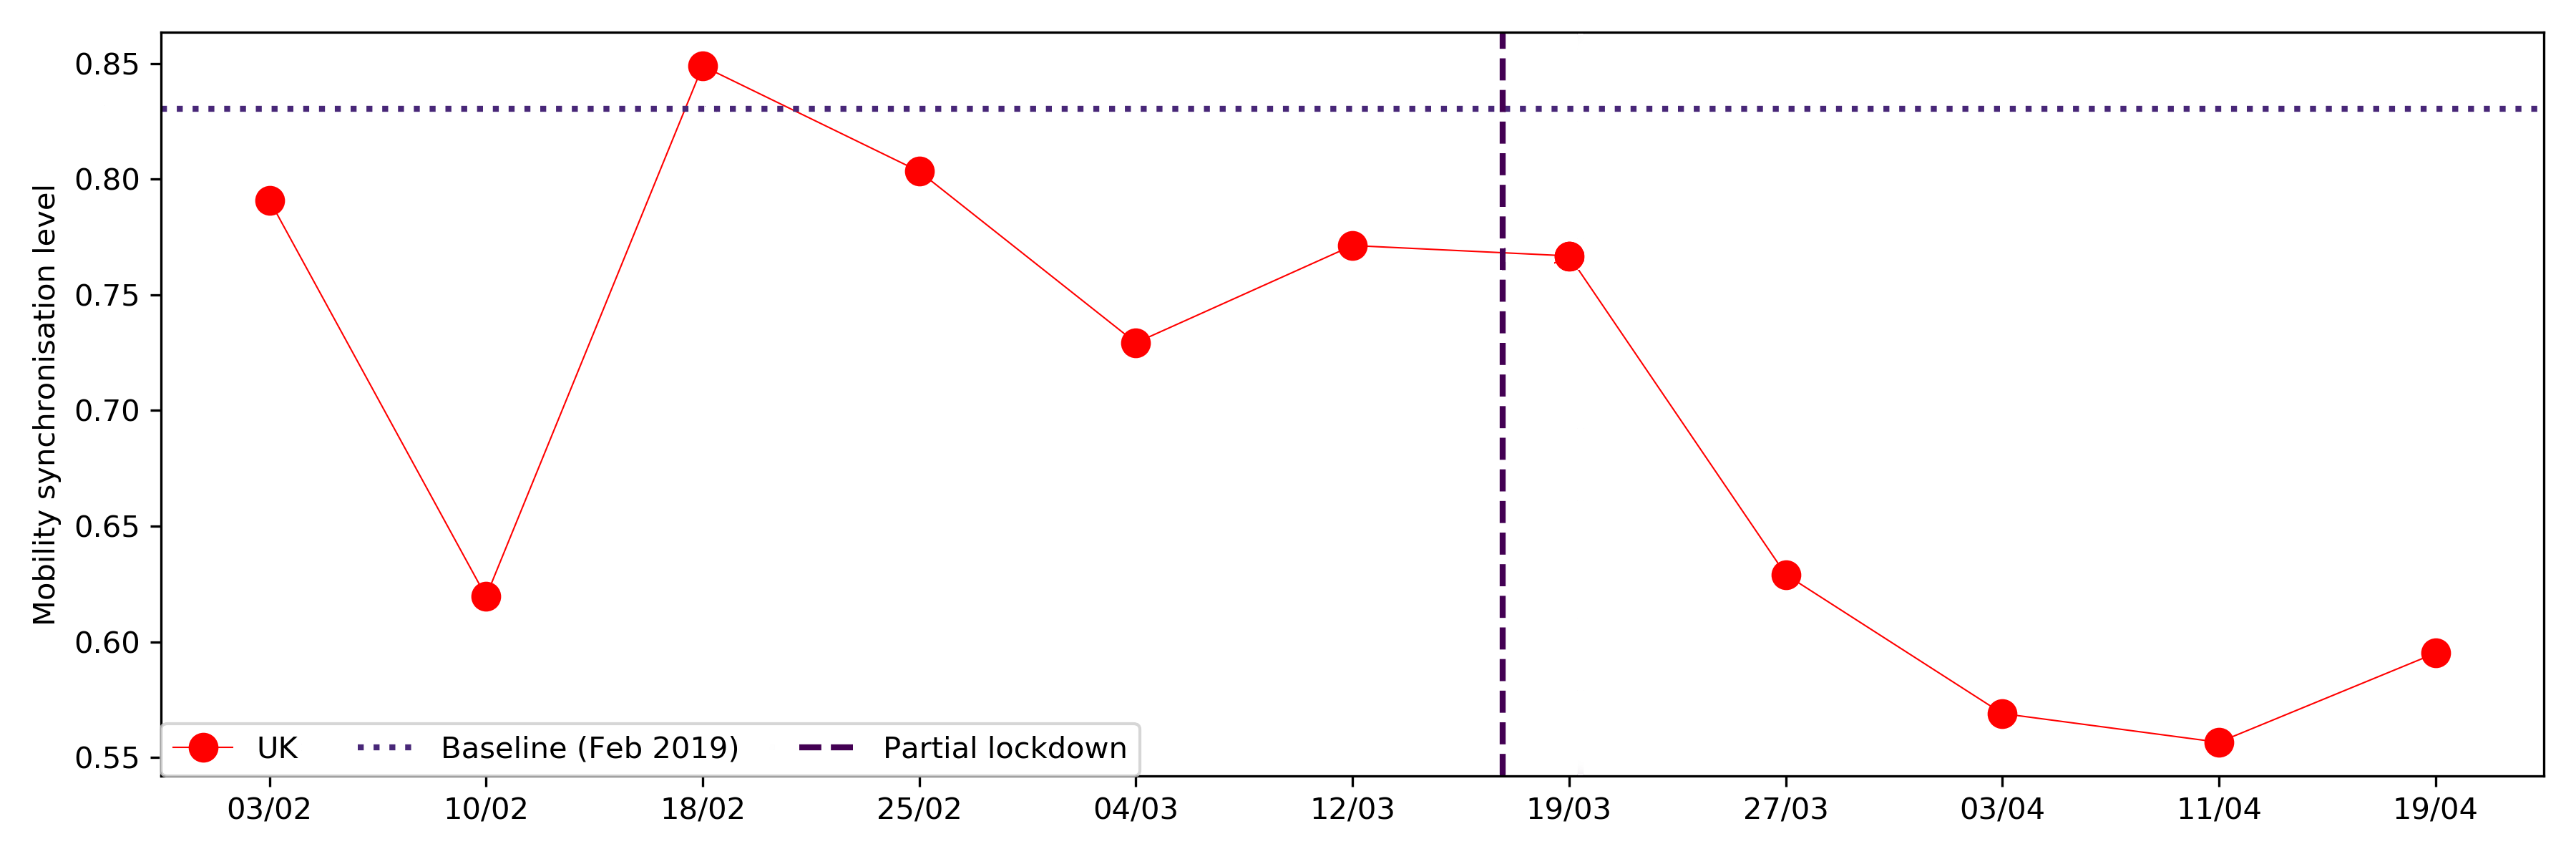 Mobility synchronisation level
0.85
0.80
0.75
0.70
0.65
0.60
0.55
UK
Baseline (Feb 2019)
Partial lockdown
03/02 10/02 18/02 25/02 04/03 12/03 19/03 27/03 03/04 11/04 19/04